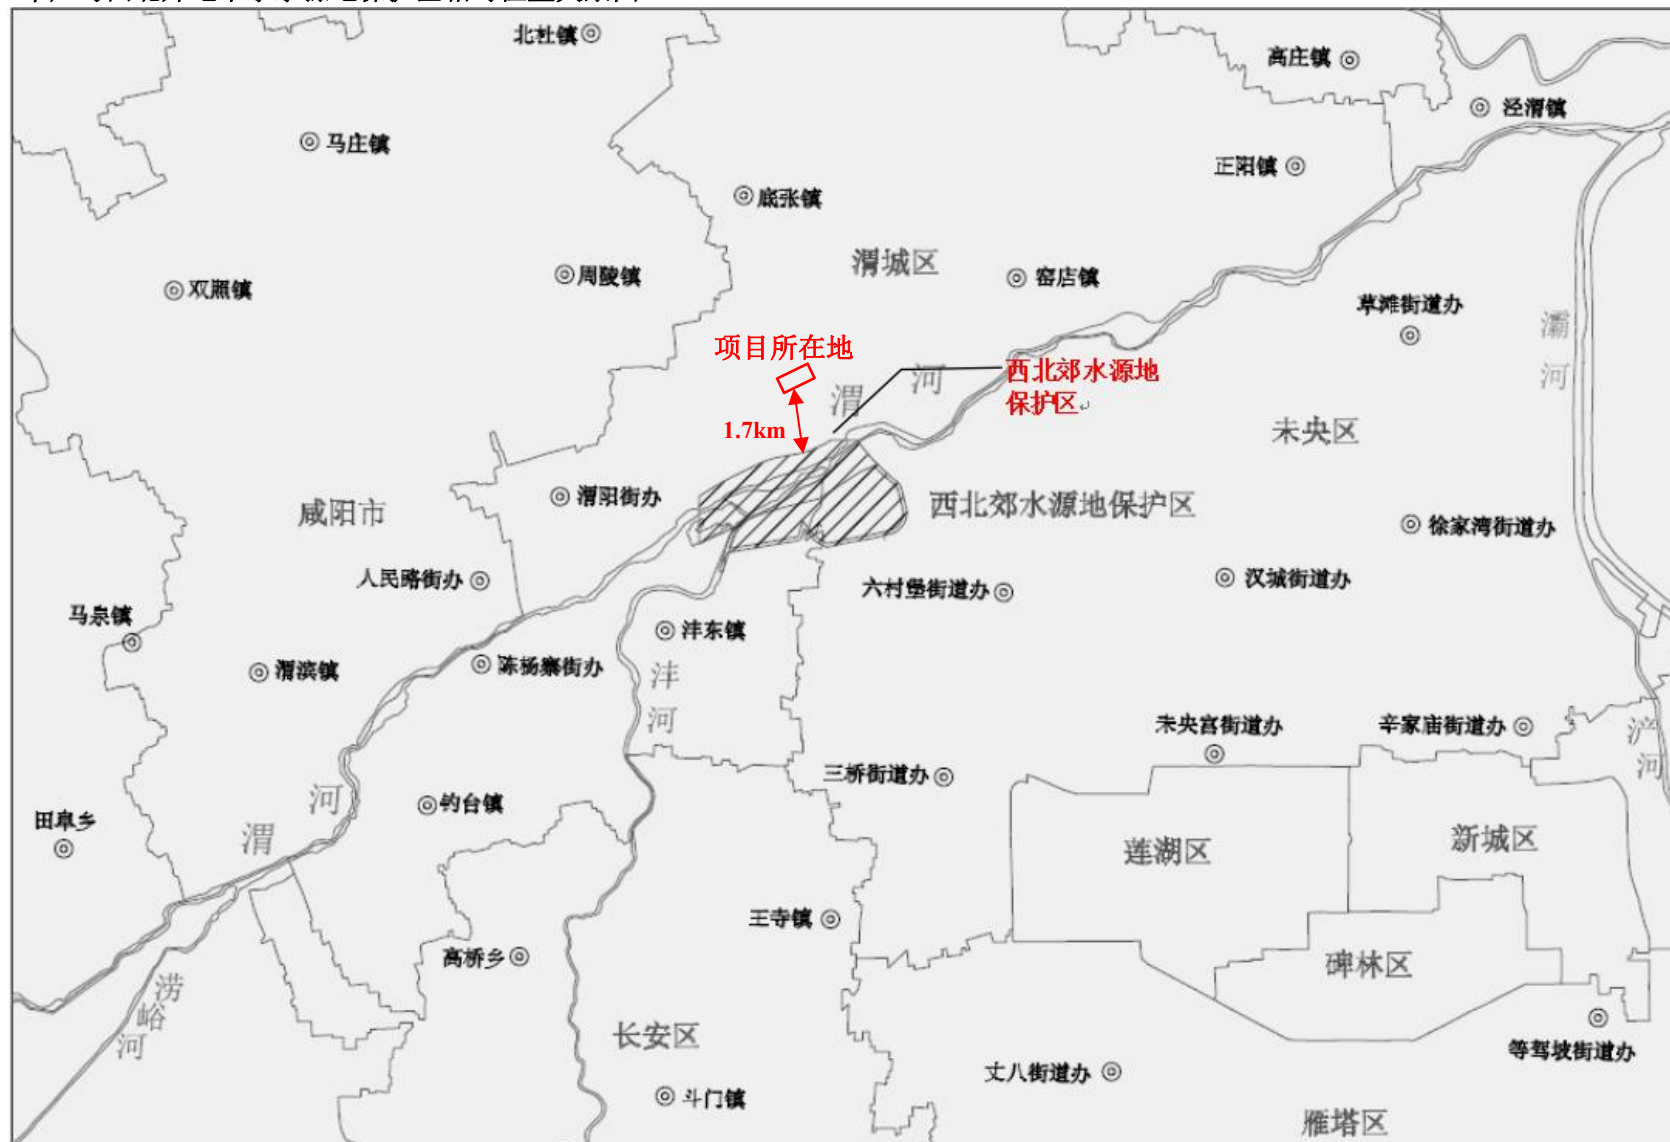 北杜镇
高庄镇
泾渭镇
马庄镇
正阳镇
底张镇
渭城区
周陵镇
窑店镇
双照镇
草滩街道办
灞河
项目所在地
渭河
西北郊水源地
保护区
1.7km
未央区
咸阳市
渭阳街办
西北郊水源地保护区
徐家湾街道办
人民路街办
六村堡街道办
汉城街道办
马泉镇
沣东镇
渭滨镇
陈杨寨街办
沣河
未央宫街道办
辛家庙街道办
浐河
三桥街道办
渭河
钓台镇
田阜乡
莲湖区
新城区
王寺镇
高桥乡
碑林区
涝峪河
长安区
等驾坡街道办
丈八街道办
斗门镇
雁塔区